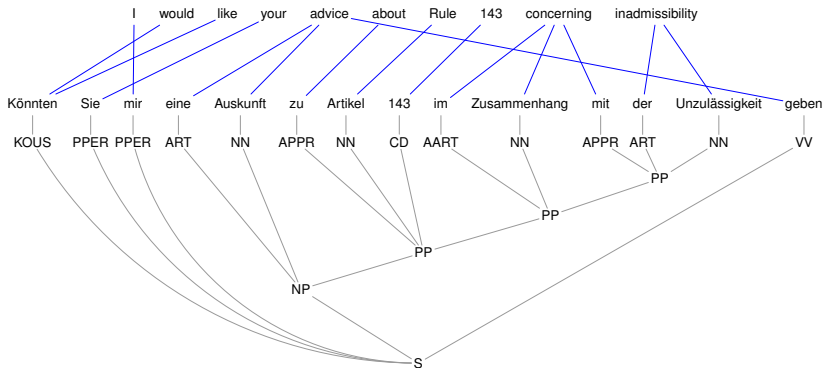 I would like your advice about Rule 143 concerning inadmissibility
Könnten Sie mir eine Auskunft zu Artikel 143 im Zusammenhang mit der Unzulässigkeit geben
KOUS PPER PPER ART NN APPR NN CD AART NN APPR ART NN VV
PP
PP
PP
NP
S